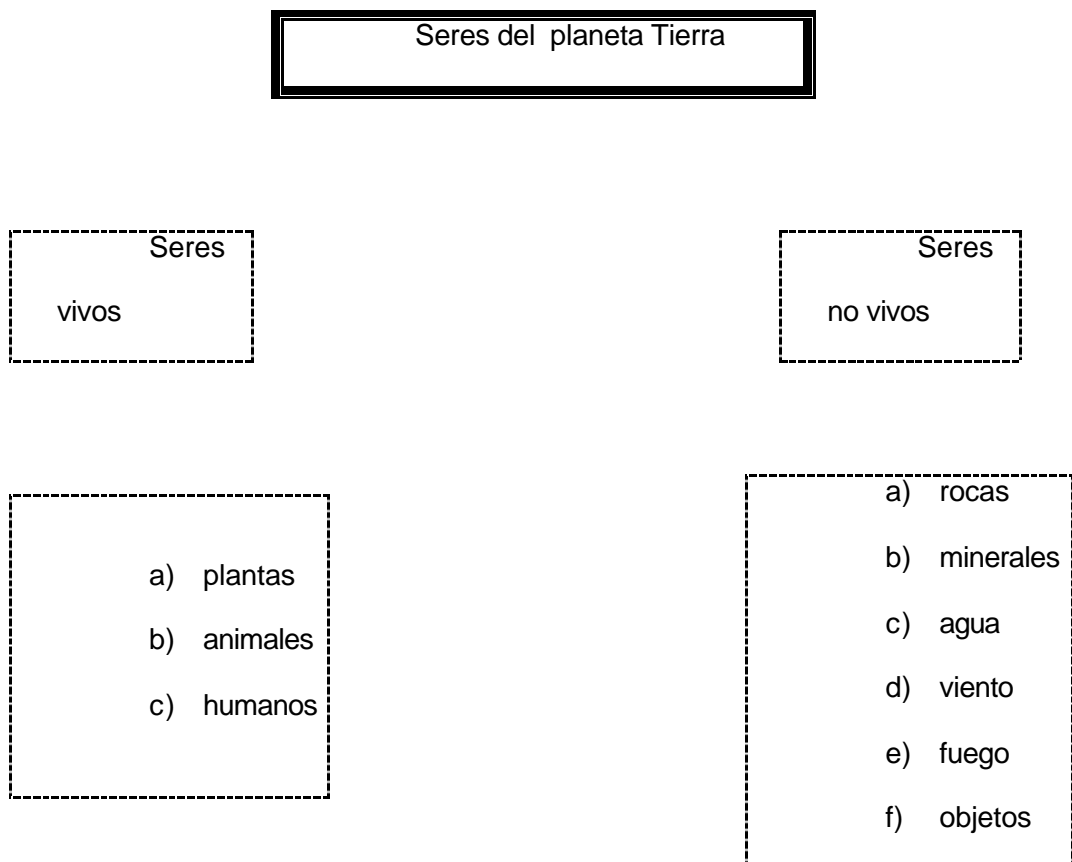 Seres del planeta Tierra
Seres
vivos
Seres
no vivos
a) plantas
b) animales
c) humanos
a) rocas
b) minerales
c) agua
d) viento
e) fuego
f) objetos